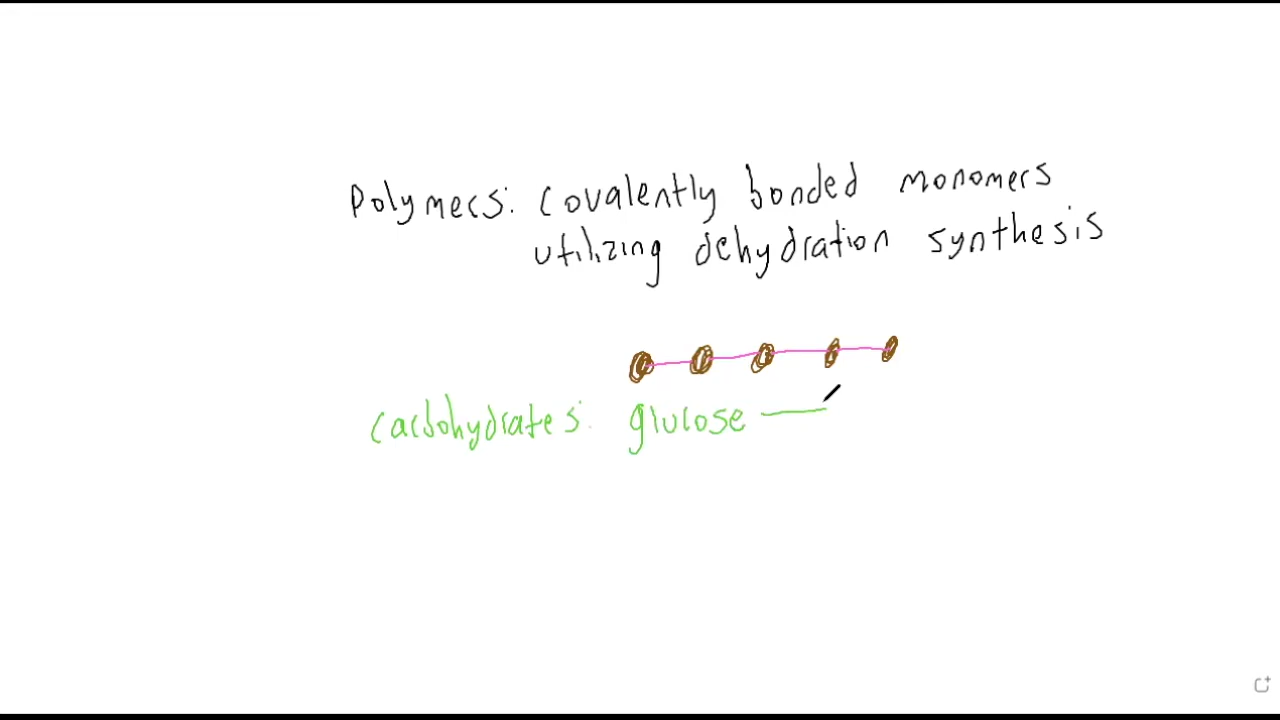 Polymers: covalently bonded monomers
utilizing dehydration synthesis
carbohydrates: glucose